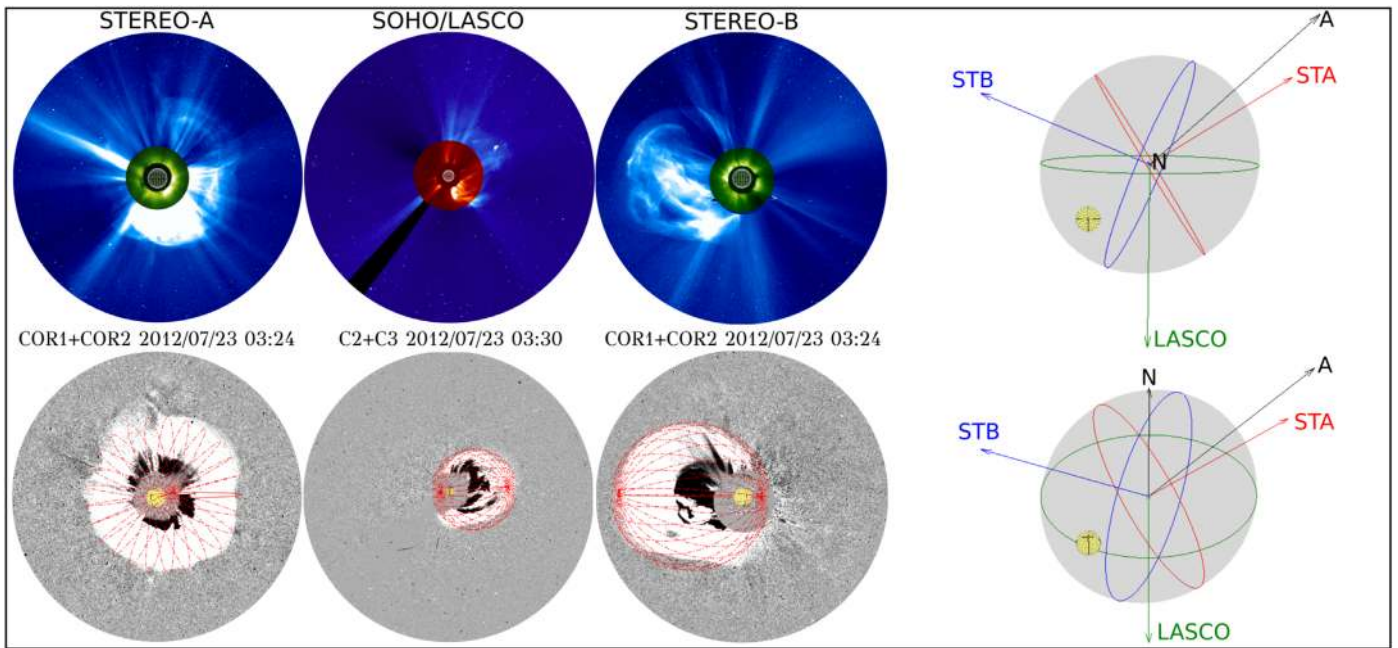 STEREO-A SOHO/LASCO STEREO-B
A
STB
STA
N
LASCO
COR1+COR2 2012/07/23 03:24 C2+C3 2012/07/23 03:30 COR1+COR2 2012/07/23 03:24
N
A
STB
STA
LASCO